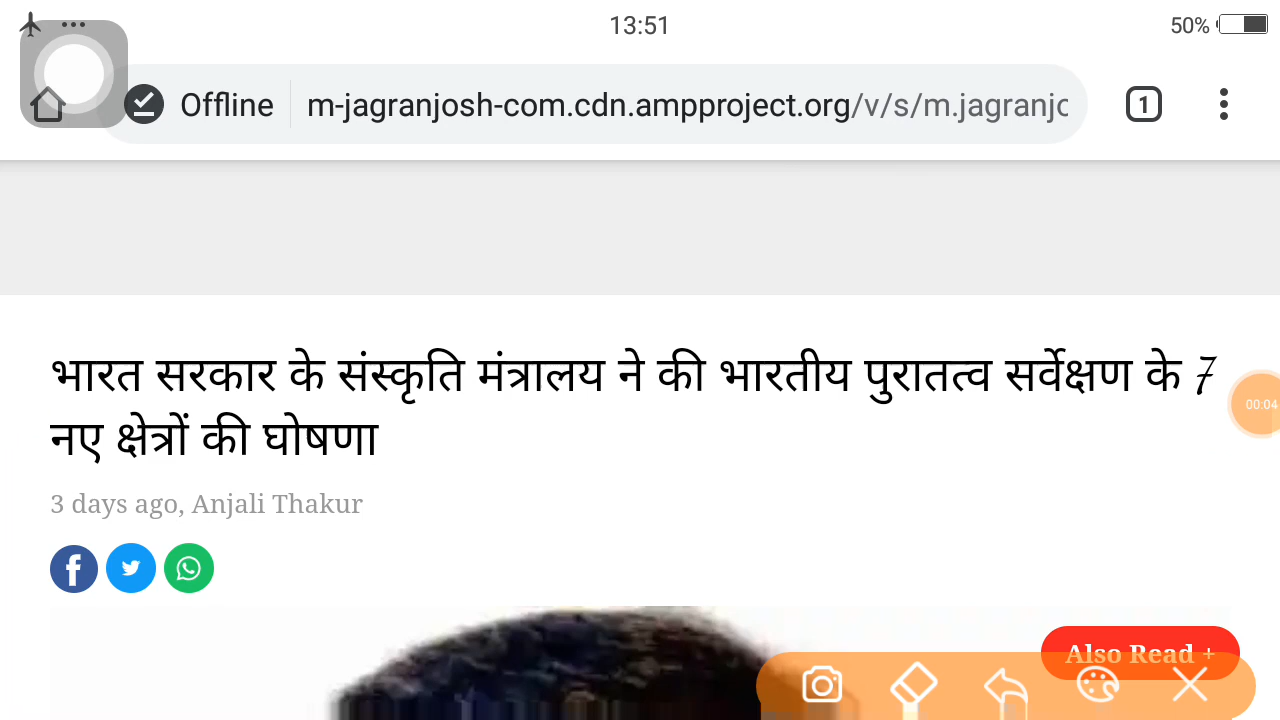 13:51
50%
Offline
m-jagranjosh-com.cdn.ampproject.org/v/s/m.jagranjo
1
भारत सरकार के संस्कृति मंत्रालय ने की भारतीय पुरातत्व सर्वेक्षण के 7
नए क्षेत्रों की घोषणा
00:04
3 days ago, Anjali Thakur
Also Read +